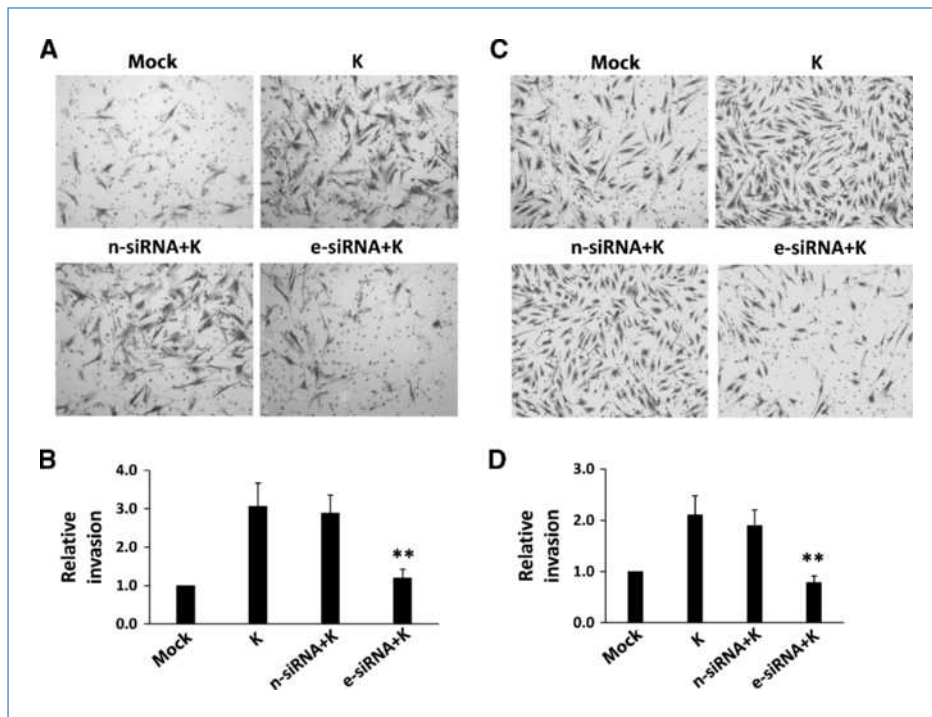 A
Mock
K
n-siRNA+K
e-siRNA+K
B
Relative
invasion
4.0
3.0
2.0
1.0
0.0
**
Mock
K
n-siRNA+K
e-siRNA+K
C
Mock
K
n-siRNA+K
e-siRNA+K
D
Relative
invasion
3.0
2.0
1.0
0.0
**
Mock
K
n-siRNA+K
e-siRNA+K